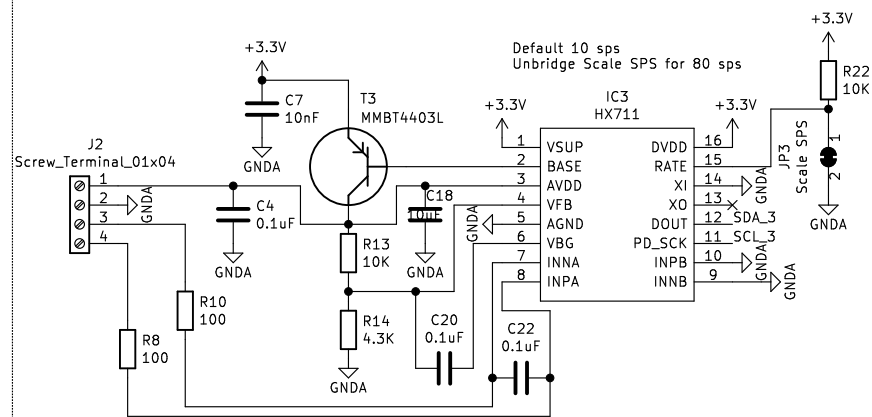 +3.3V
Default 10 sps
Unbridge Scale SPS for 80 sps
+3.3V
R22
10K
C7
10nF
GNDA
T3
MMBT4403L
+3.3V
IC3
HX711
+3.3V
JP3
Scale SPS
1
2
GNDA
J2
Screw_Terminal_01x04
1
2
3
4
GNDA
1 VSUP DVDD 16
2 BASE RATE 15
3 AVDD XI 14
4 VFB XO 13
5 AGND DOUT 12
6 VBG PD_SCK 11
7 INNA INPB 10
8 INPA INNB 9
GNDA
SDA_3
SCL_3
GNDA
GNDA
C4
0.1uF
GNDA
C18
10uF
GNDA
GNDA
R13
10K
R10
100
R14
4.3K
GNDA
R8
100
C20
0.1uF
C22
0.1uF